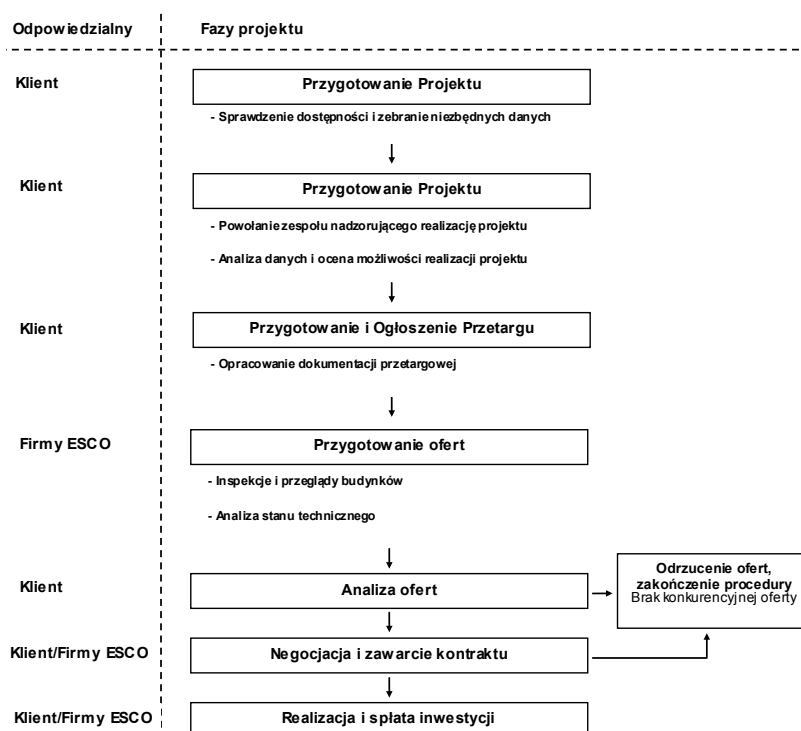 Odpowiedzialny
Fazy projektu
Klient
Przygotowanie Projektu
- Sprawdzenie dostępności i zebranie niezbędnych danych
Klient
Przygotowanie Projektu
- Powołanie zespołu nadzorującego realizację projektu
- Analiza danych i ocena możliwości realizacji projektu
Klient
Przygotowanie i Ogłoszenie Przetargu
- Opracowanie dokumentacji przetargowej
Firmy ESCO
Przygotowanie ofert
- Inspekcje i przeglądy budynków
- Analiza stanu technicznego
Klient
Analiza ofert
Odrzucenie ofert,
zakończenie procedury
Brak konkurencyjnej oferty
Klient/Firmy ESCO
Negocjacja i zawarcie kontraktu
Klient/Firmy ESCO
Realizacja i spłata inwestycji